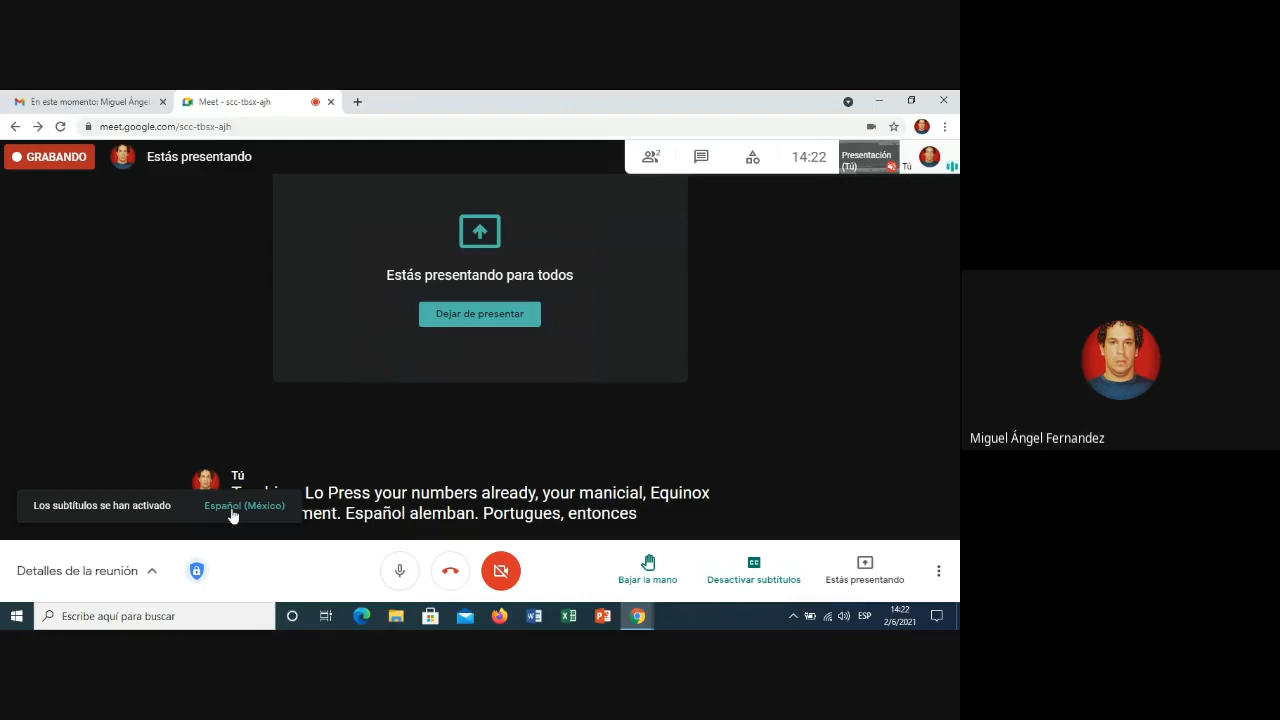 En este momento: Miguel Ángel
Meet - scc-tbsx-ajh
meet.google.com/scc-tbsx-ajh
GRABANDO
Estás presentando
2
14:22
Presentación
(Tú)
Tú
Estás presentando para todos
Dejar de presentar
Tú
Lo Press your numbers already, your manicial, Equinox
Los subtítulos se han activado
Español (México)
ment. Español alemban. Portugues, entonces
Miguel Ángel Fernandez
Detalles de la reunión
Bajar la mano
Desactivar subtítulos
Estás presentando
Escribe aquí para buscar
ESP
14:22
2/6/2021